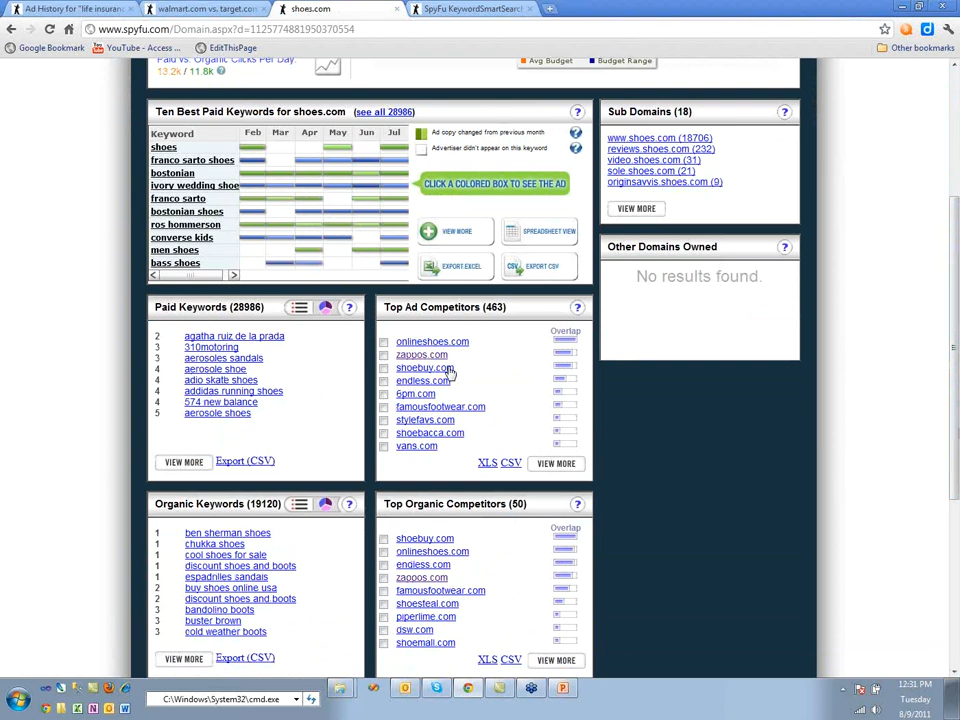 Ad History for "life insuranc
walmart.com vs. target.com
shoes.com
SpyFu KeywordSmartSearch
www.spyfu.com/Domain.aspx?d=1125774881950370554
Google Bookmark
YouTube - Access ...
EditThisPage
Other bookmarks
Paid vs. Organic Clicks Per Day:
13.2k / 11.8k
Avg Budget
Budget Range
Ten Best Paid Keywords for shoes.com (see all 28986)
Keyword Feb Mar Apr May Jun Jul
shoes
franco sarto shoes
bostonian
ivory wedding shoe
franco sarto
bostonian shoes
ros hommerson
converse kids
men shoes
bass shoes
Ad copy changed from previous month
Advertiser didn't appear on this keyword
CLICK A COLORED BOX TO SEE THE AD
VIEW MORE
SPREADSHEET VIEW
EXPORT EXCEL
EXPORT CSV
Sub Domains (18)
www.shoes.com (18706)
reviews.shoes.com (232)
video.shoes.com (31)
sole.shoes.com (21)
originsavvis.shoes.com (9)
VIEW MORE
Other Domains Owned
No results found.
Paid Keywords (28986)
2 agatha ruiz de la prada
3 310motoring
3 aerosoles sandals
4 aerosole shoe
4 adio skate shoes
4 addidas running shoes
4 574 new balance
5 aerosole shoes
VIEW MORE Export (CSV)
Top Ad Competitors (463)
Overlap
onlineshoes.com
zappos.com
shoebuy.com
endless.com
6pm.com
famousfootwear.com
stylefavs.com
shoebacca.com
vans.com
XLS CSV VIEW MORE
Organic Keywords (19120)
1 ben sherman shoes
1 chukka shoes
1 cool shoes for sale
1 discount shoes and boots
1 espadrilles sandals
2 buy shoes online usa
2 discount shoes and boots
3 bandolino boots
3 buster brown
3 cold weather boots
VIEW MORE Export (CSV)
Top Organic Competitors (50)
Overlap
shoebuy.com
onlineshoes.com
endless.com
zappos.com
famousfootwear.com
shoesteal.com
piperlime.com
dsw.com
shoemall.com
XLS CSV VIEW MORE
C:\Windows\System32\cmd.exe
12:31 PM
Tuesday
8/9/2011